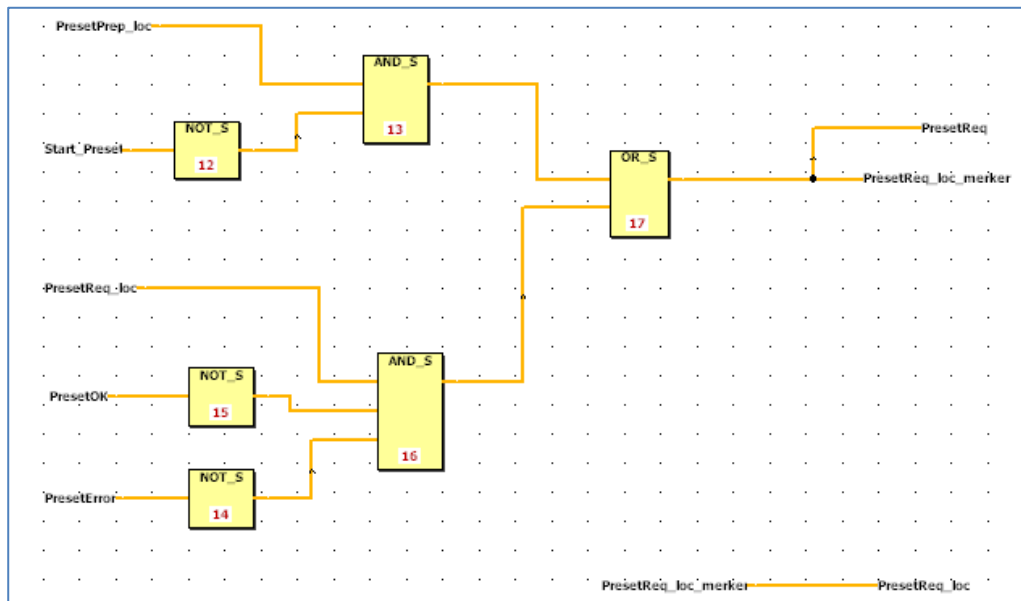 PresetPrep_loc
AND_S
13
NOT_S
12
Start_Preset
OR_S
17
PresetReq
PresetReq_loc_merker
PresetReq_loc
AND_S
16
NOT_S
15
PresetOK
NOT_S
14
PresetError
PresetReq_loc_merker
PresetReq_loc